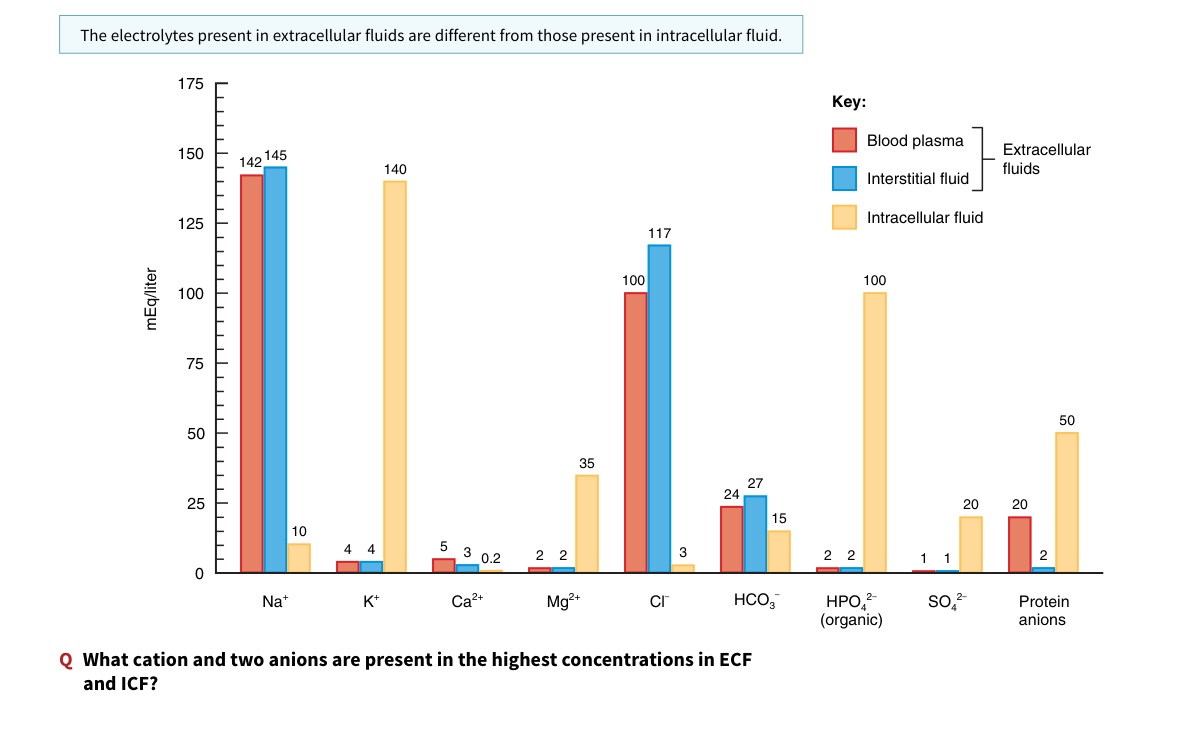 The electrolytes present in extracellular fluids are different from those present in intracellular fluid.
175
150
125
100
75
50
25
0
mEq/liter
Key:
Blood plasma
Interstitial fluid
Extracellular
fluids
Intracellular fluid
142 145 10
4 4 140
5 3 0.2
2 2 35
100 117 3
24 27 15
2 2 100
1 1 20
20 2 50
Na⁺ K⁺ Ca²⁺ Mg²⁺ Cl⁻ HCO₃⁻ HPO₄²⁻ SO₄²⁻ Protein
(organic) anions
Q What cation and two anions are present in the highest concentrations in ECF
and ICF?